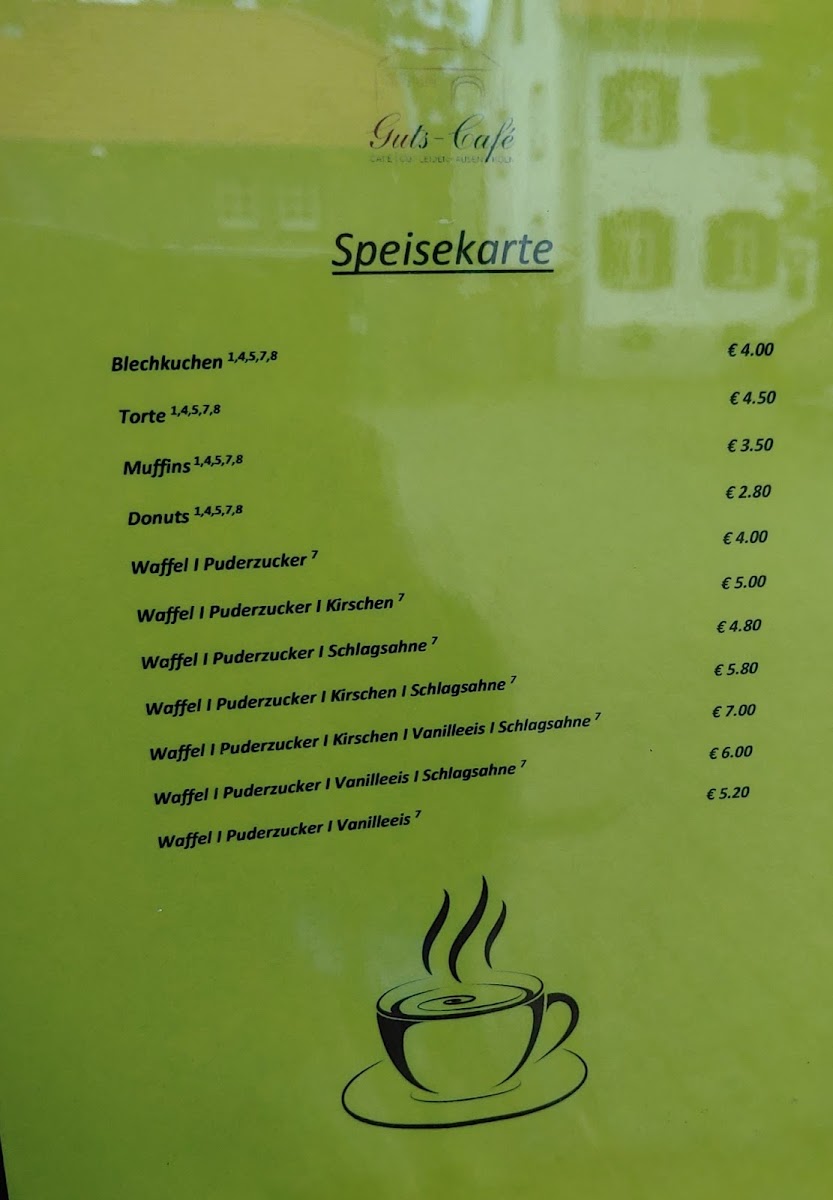 Guts-Café
Speisekarte
Blechkuchen 1,4,5,7,8 € 4.00
Torte 1,4,5,7,8 € 4.50
Muffins 1,4,5,7,8 € 3.50
Donuts 1,4,5,7,8 € 2.80
Waffel I Puderzucker 7 € 4.00
Waffel I Puderzucker I Kirschen 7 € 5.00
Waffel I Puderzucker I Schlagsahne 7 € 4.80
Waffel I Puderzucker I Kirschen I Schlagsahne 7 € 5.80
Waffel I Puderzucker I Kirschen I Vanilleeis I Schlagsahne 7 € 7.00
Waffel I Puderzucker I Vanilleeis I Schlagsahne 7 € 6.00
Waffel I Puderzucker I Vanilleeis 7 € 5.20